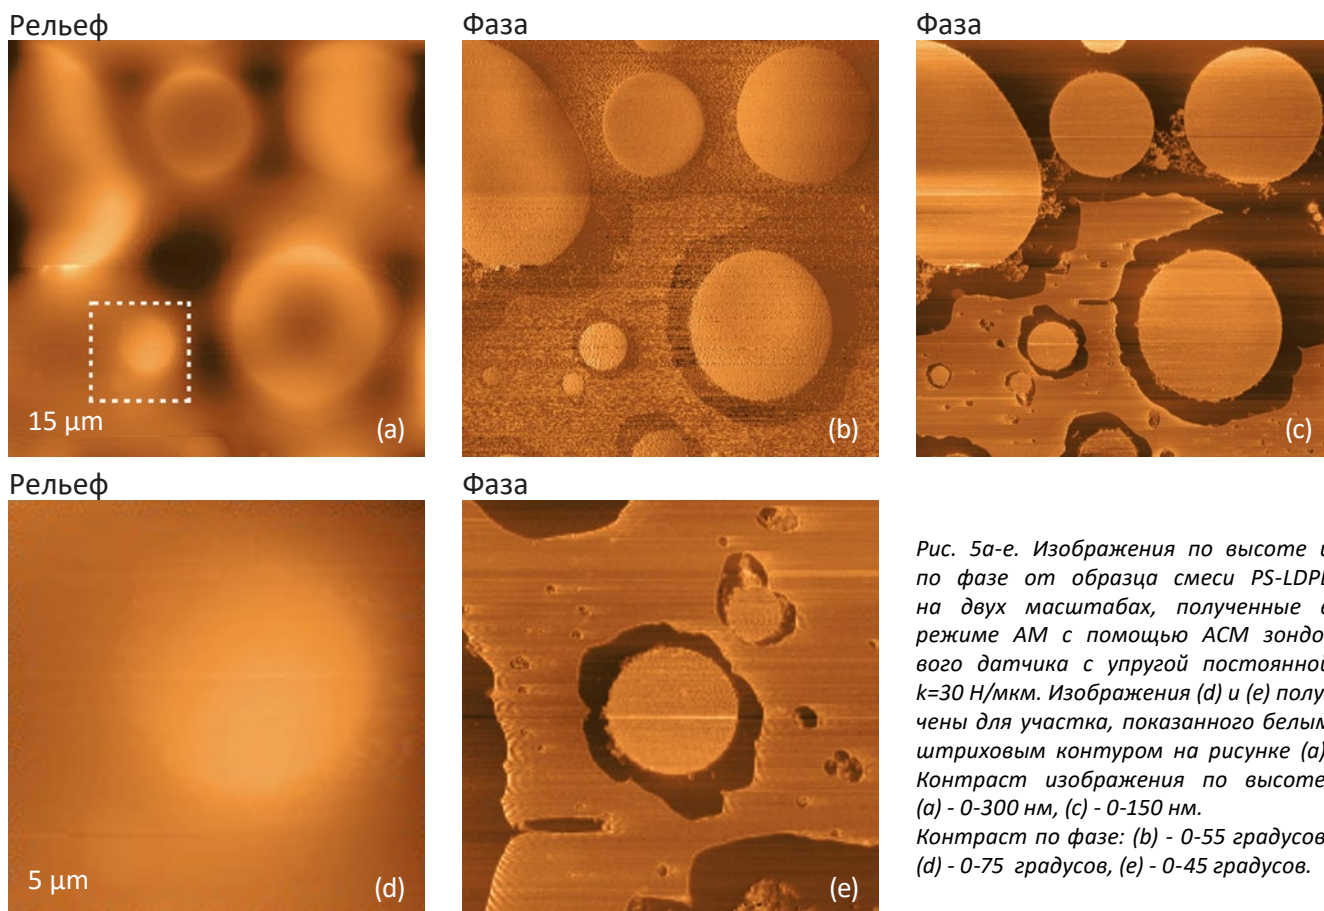 Рельеф
Фаза
Фаза
15 μm
(a)
(b)
(c)
Рельеф
Фаза
5 μm
(d)
(e)
Рис. 5а-е. Изображения по высоте и
по фазе от образца смеси PS-LDPE
на двух масштабах, полученные в
режиме АМ с помощью АСМ зондо
вого датчика с упругой постоянной
k=30 Н/мкм. Изображения (d) и (e) полу
чены для участка, показанного белым
штриховым контуром на рисунке (a)
Контраст изображения по высоте
(a) - 0-300 нм, (c) - 0-150 нм.
Контраст по фазе: (b) - 0-55 градусов
(d) - 0-75 градусов, (e) - 0-45 градусов.